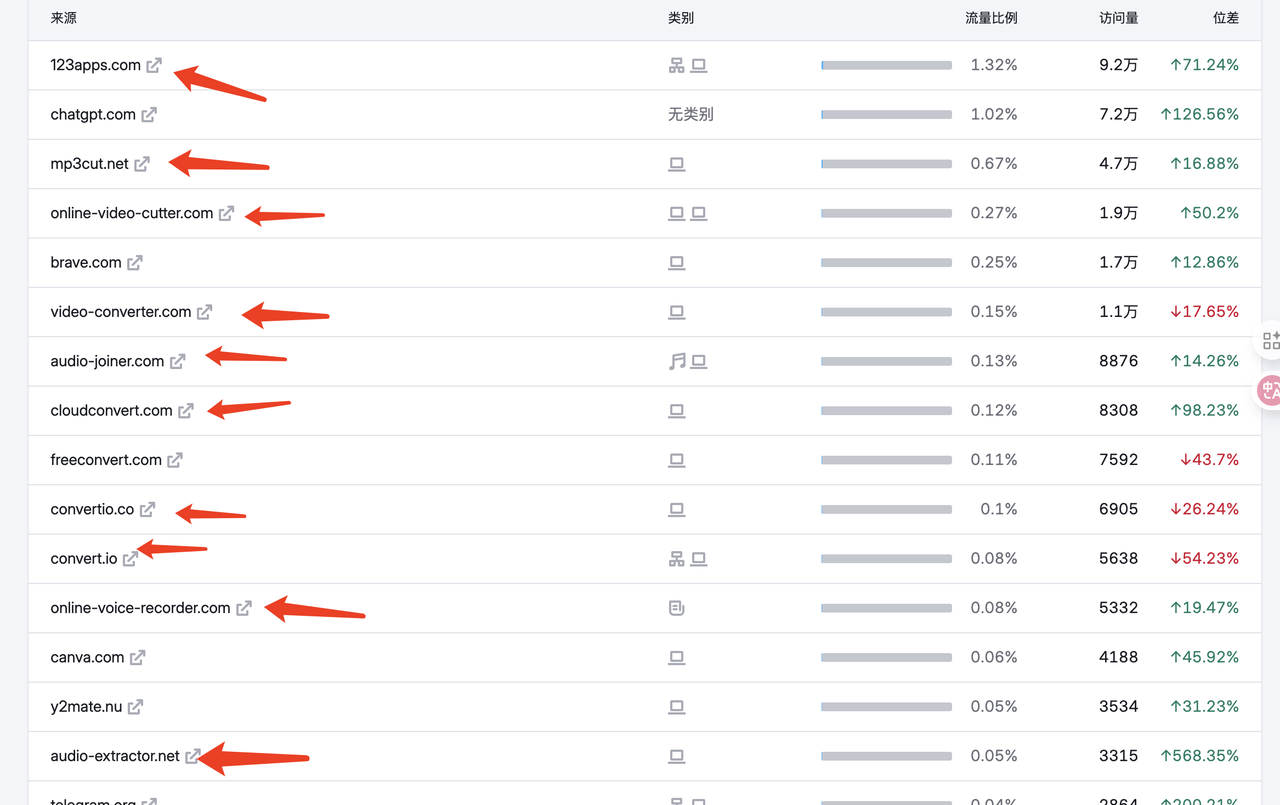 来源 类别 流量比例 访问量 位差
123apps.com 1.32% 9.2万 ↑71.24%
chatgpt.com 无类别 1.02% 7.2万 ↑126.56%
mp3cut.net 0.67% 4.7万 ↑16.88%
online-video-cutter.com 0.27% 1.9万 ↑50.2%
brave.com 0.25% 1.7万 ↑12.86%
video-converter.com 0.15% 1.1万 ↓17.65%
audio-joiner.com 0.13% 8876 ↑14.26%
cloudconvert.com 0.12% 8308 ↑98.23%
freeconvert.com 0.11% 7592 ↓43.7%
convertio.co 0.1% 6905 ↓26.24%
convert.io 0.08% 5638 ↓54.23%
online-voice-recorder.com 0.08% 5332 ↑19.47%
canva.com 0.06% 4188 ↑45.92%
y2mate.nu 0.05% 3534 ↑31.23%
audio-extractor.net 0.05% 3315 ↑568.35%
telegram.org 0.04% 2864 ↑200.21%